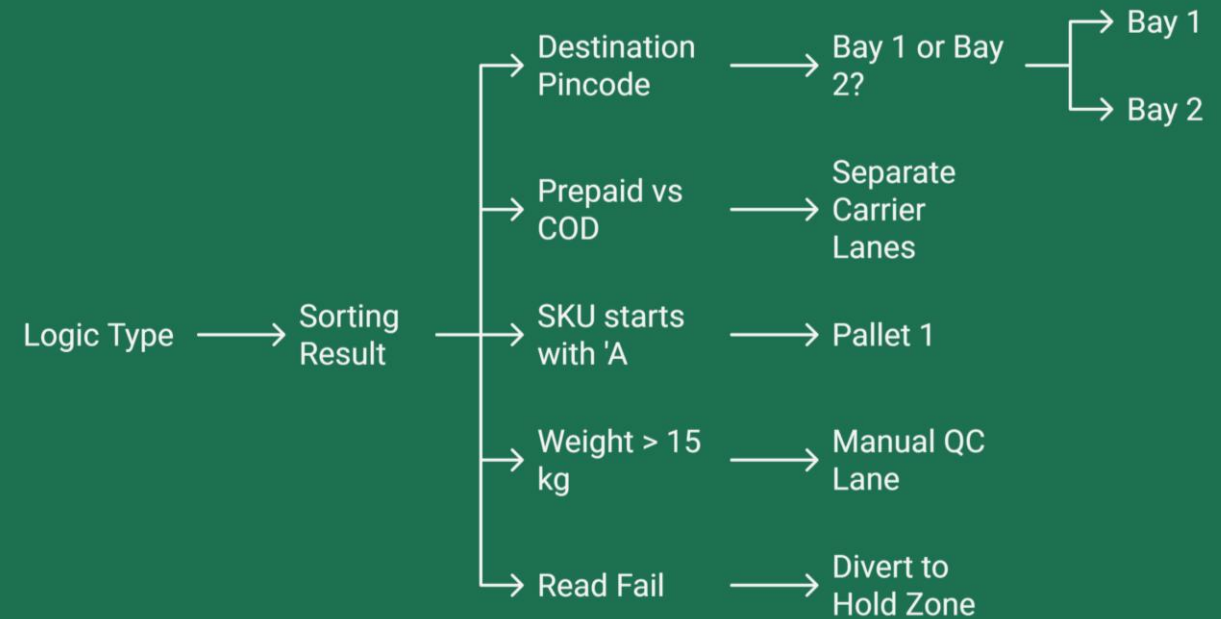 Logic Type
Sorting
Result
Destination
Pincode
Bay 1 or Bay
2?
Bay 1
Bay 2
Prepaid vs
COD
Separate
Carrier
Lanes
SKU starts
with 'A
Pallet 1
Weight > 15
kg
Manual QC
Lane
Read Fail
Divert to
Hold Zone